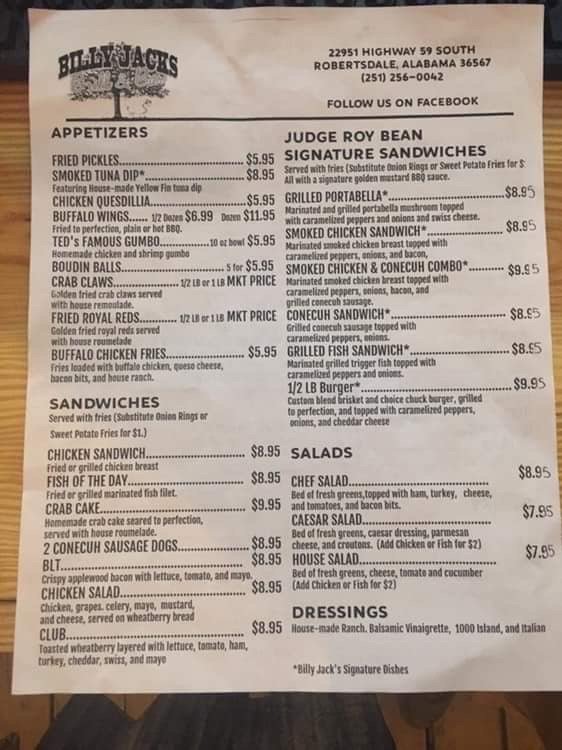 BILLY JACKS
22951 HIGHWAY 59 SOUTH
ROBERTSDALE, ALABAMA 36567
(251) 256-0042
FOLLOW US ON FACEBOOK
APPETIZERS
FRIED PICKLES.................................... $5.95
SMOKED TUNA DIP*............................. $8.95
Featuring House-made Yellow Fin tuna dip
CHICKEN QUESDILLIA............................$5.95
BUFFALO WINGS...... 1/2 Dozen $6.99 Dozen $11.95
Fried to perfection, plain or hot BBQ.
TED'S FAMOUS GUMBO..............10 oz bowl $5.95
Homemade chicken and shrimp gumbo
BOUDIN BALLS............................ 5 for $5.95
CRAB CLAWS................... 1/2 LB or 1 LB MKT PRICE
Golden fried crab claws served
with house remoulade.
FRIED ROYAL REDS........... 1/2 LB or 1 LB MKT PRICE
Golden fried royal reds served
with house roumelade
BUFFALO CHICKEN FRIES...................... $5.95
Fries loaded with buffalo chicken, queso cheese,
bacon bits, and house ranch.
SANDWICHES
Served with fries (Substitute Onion Rings or
Sweet Potato Fries for $1.)
CHICKEN SANDWICH............................ $8.95
Fried or grilled chicken breast
FISH OF THE DAY................................. $8.95
Fried or grilled marinated fish filet.
CRAB CAKE......................................... $9.95
Homemade crab cake seared to perfection,
served with house roumelade.
2 CONECUH SAUSAGE DOGS.................... $8.95
BLT................................................... $8.95
Crispy applewood bacon with lettuce, tomato, and mayo.
CHICKEN SALAD................................... $8.95
Chicken, grapes. celery, mayo, mustard,
and cheese, served on wheatberry bread
CLUB................................................. $8.95
Toasted wheatberry layered with lettuce, tomato, ham,
turkey, cheddar, swiss, and mayo
JUDGE ROY BEAN
SIGNATURE SANDWICHES
Served with fries (Substitute Onion Rings or Sweet Potato Fries for $
All with a signature golden mustard BBQ sauce.
GRILLED PORTABELLA*............................$8.95
Marinated and grilled portabella mushroom topped
with caramelized peppers and onions and swiss cheese.
SMOKED CHICKEN SANDWICH*................... $8.95
Marinated smoked chicken breast topped with
caramelized peppers, onions, and bacon,
SMOKED CHICKEN & CONECUH COMBO*.......... $9.95
Marinated smoked chicken breast topped with
caramelized peppers, onions, bacon, and
grilled conecuh sausage.
CONECUH SANDWICH*.............................. $8.95
Grilled conecuh sausage topped with
caramelized peppers, onions.
GRILLED FISH SANDWICH*..........................$8.95
Marinated grilled trigger fish topped with
caramelized peppers and onions.
1/2 LB Burger*..................................... $9.95
Custom blend brisket and choice chuck burger, grilled
to perfection, and topped with caramelized peppers,
onions, and cheddar cheese
SALADS
CHEF SALAD....................................... $8.95
Bed of fresh greens,topped with ham, turkey, cheese,
and tomatoes, and bacon bits.
CAESAR SALAD..................................... $7.95
Bed of fresh greens, caesar dressing, parmesan
cheese, and croutons. (Add Chicken or Fish for $2)
HOUSE SALAD...................................... $7.95
Bed of fresh greens, cheese, tomato and cucumber
(Add Chicken or Fish for $2)
DRESSINGS
House-made Ranch. Balsamic Vinaigrette, 1000 Island, and Italian
*Billy Jack's Signature Dishes